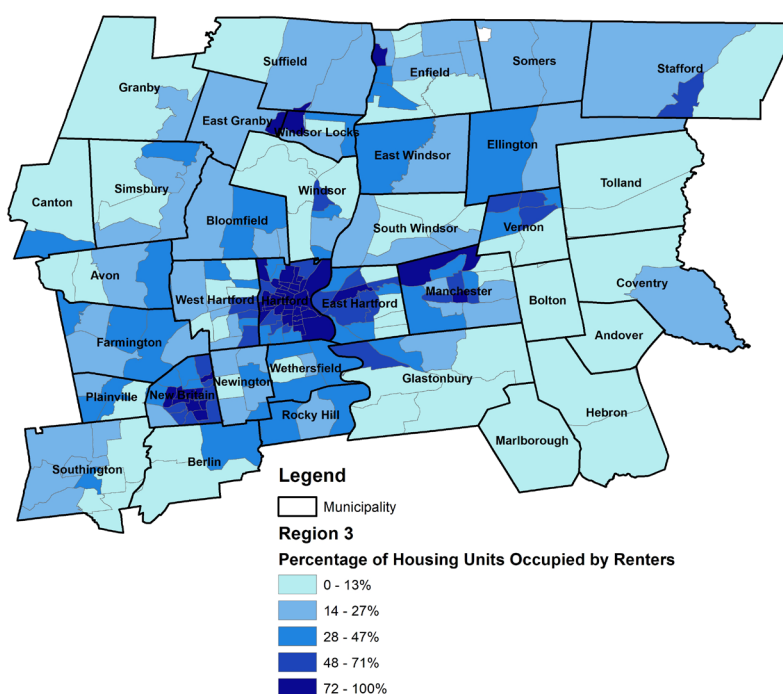 Suffield
Enfield
Somers
Stafford
Granby
East Granby
Windsor Locks
East Windsor
Ellington
Tolland
Canton
Simsbury
Windsor
Bloomfield
South Windsor
Vernon
Avon
West Hartford
Hartford
East Hartford
Manchester
Bolton
Coventry
Andover
Farmington
Newington
Wethersfield
Glastonbury
Plainville
New Britain
Rocky Hill
Hebron
Marlborough
Southington
Berlin
Legend
Municipality
Region 3
Percentage of Housing Units Occupied by Renters
0 - 13%
14 - 27%
28 - 47%
48 - 71%
72 - 100%